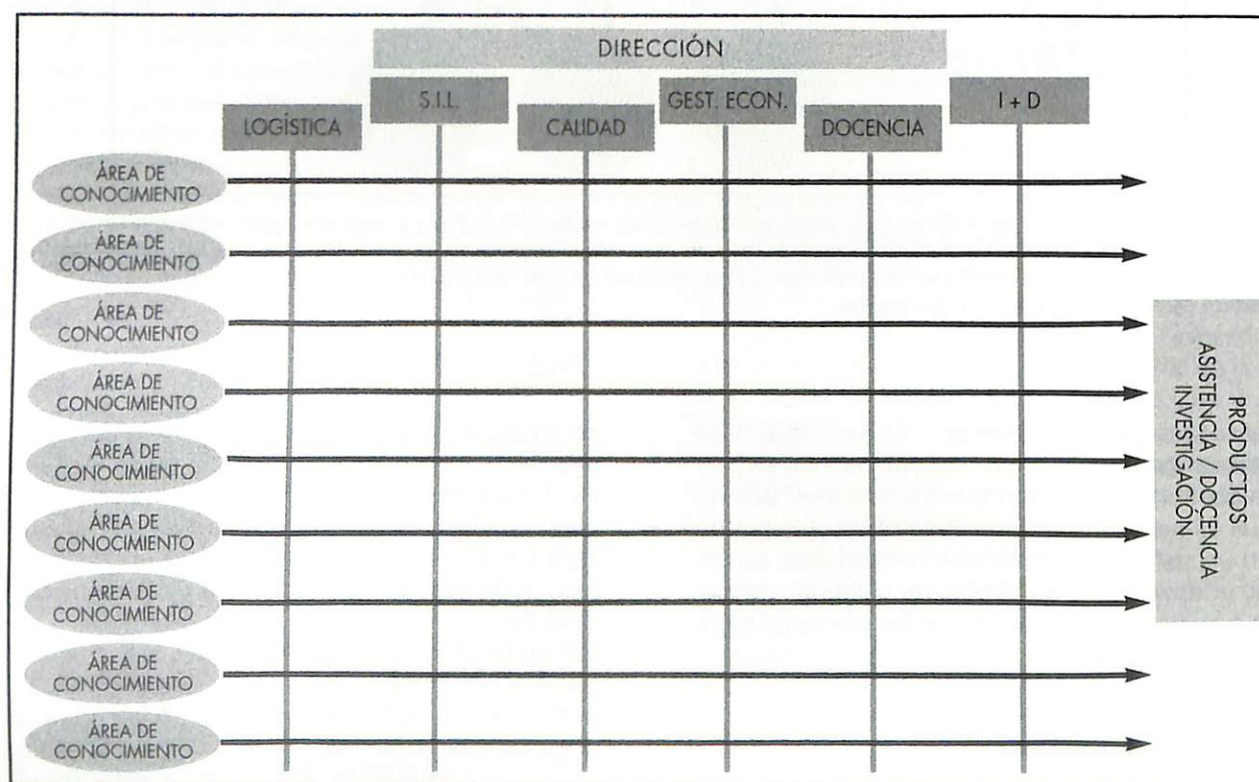 DIRECCIÓN
S.I.L.
GEST. ECON.
I + D
LOGÍSTICA
CALIDAD
DOCENCIA
ÁREA DE
CONOCIMIENTO
ÁREA DE
CONOCIMIENTO
ÁREA DE
CONOCIMIENTO
ÁREA DE
CONOCIMIENTO
ÁREA DE
CONOCIMIENTO
ÁREA DE
CONOCIMIENTO
ÁREA DE
CONOCIMIENTO
ÁREA DE
CONOCIMIENTO
ÁREA DE
CONOCIMIENTO
PRODUCTOS
ASISTENCIA / DOCENCIA
INVESTIGACIÓN